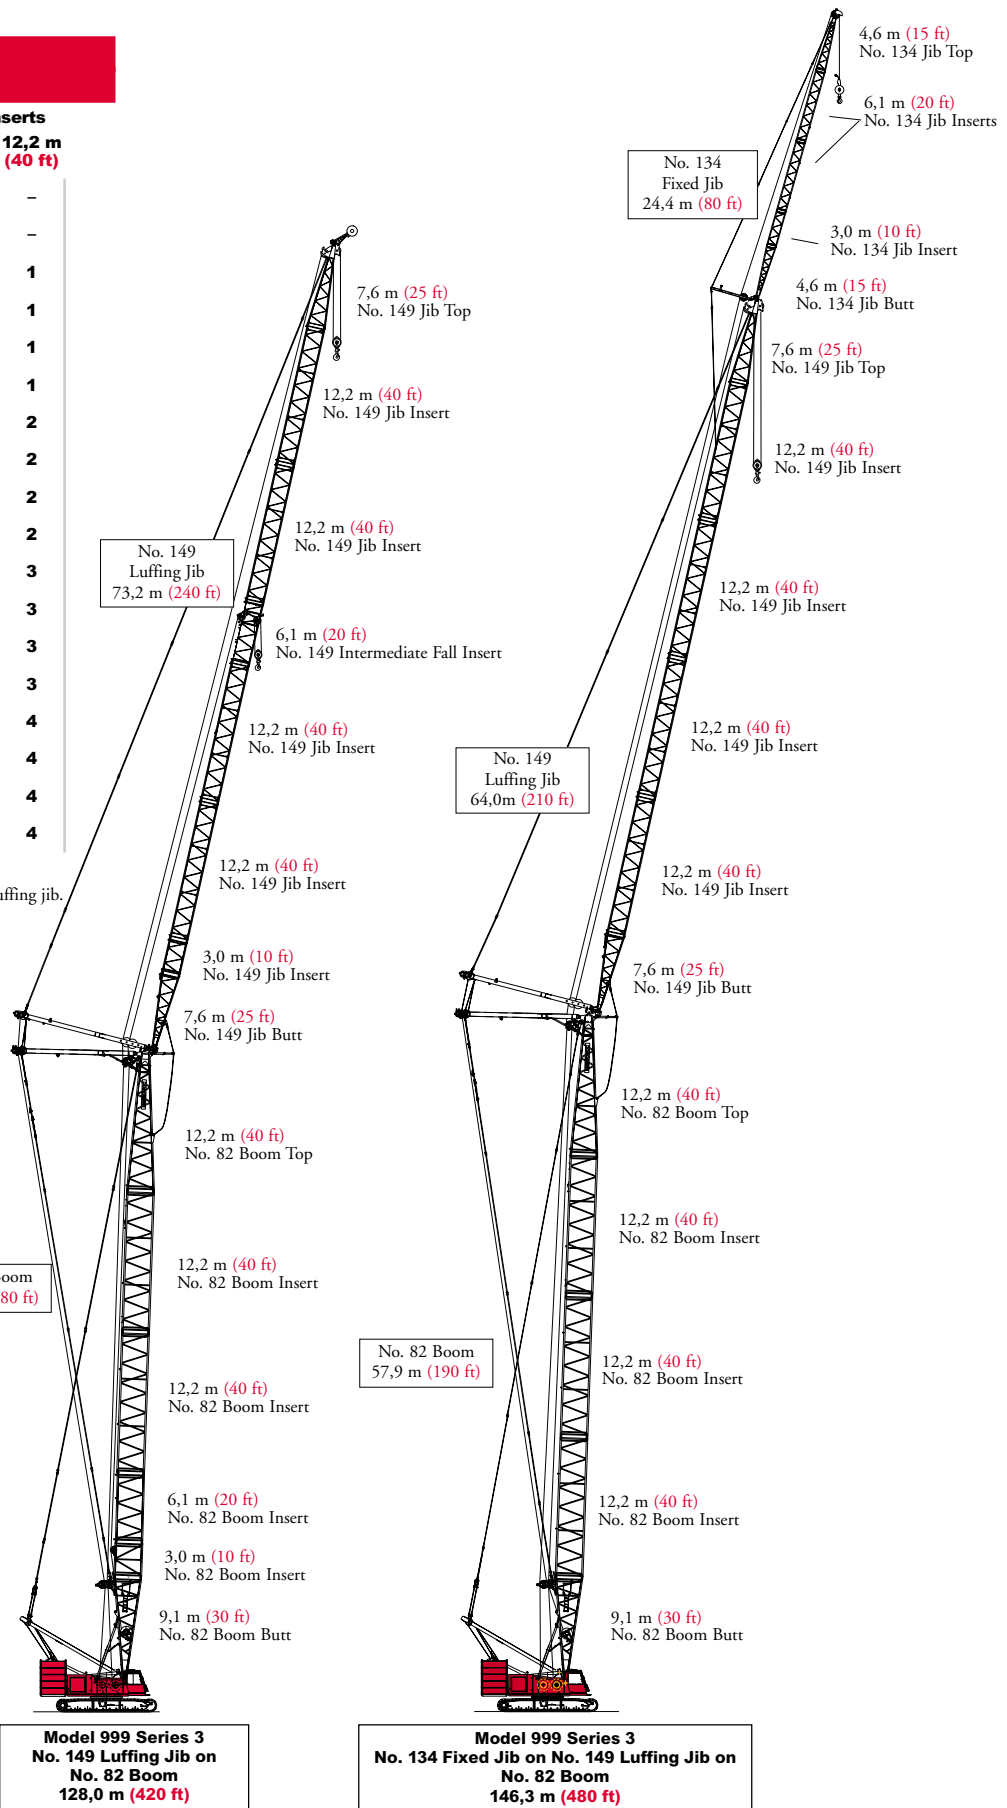 12,2 m
(40 ft)
–
–
1
1
1
1
2
2
2
2
3
3
3
3
4
4
4
4
luffing jib.
7,6 m (25 ft)
No. 149 Jib Top
12,2 m (40 ft)
No. 149 Jib Insert
12,2 m (40 ft)
No. 149 Jib Insert
No. 149
Luffing Jib
73,2 m (240 ft)
6,1 m (20 ft)
No. 149 Intermediate Fall Insert
12,2 m (40 ft)
No. 149 Jib Insert
12,2 m (40 ft)
No. 149 Jib Insert
3,0 m (10 ft)
No. 149 Jib Insert
7,6 m (25 ft)
No. 149 Jib Butt
12,2 m (40 ft)
No. 82 Boom Top
12,2 m (40 ft)
No. 82 Boom Insert
80 ft)
12,2 m (40 ft)
No. 82 Boom Insert
6,1 m (20 ft)
No. 82 Boom Insert
3,0 m (10 ft)
No. 82 Boom Insert
9,1 m (30 ft)
No. 82 Boom Butt
Model 999 Series 3
No. 149 Luffing Jib on
No. 82 Boom
128,0 m (420 ft)
4,6 m (15 ft)
No. 134 Jib Top
6,1 m (20 ft)
No. 134 Jib Inserts
No. 134
Fixed Jib
24,4 m (80 ft)
3,0 m (10 ft)
No. 134 Jib Insert
4,6 m (15 ft)
No. 134 Jib Butt
7,6 m (25 ft)
No. 149 Jib Top
12,2 m (40 ft)
No. 149 Jib Insert
12,2 m (40 ft)
No. 149 Jib Insert
12,2 m (40 ft)
No. 149 Jib Insert
No. 149
Luffing Jib
64,0m (210 ft)
12,2 m (40 ft)
No. 149 Jib Insert
7,6 m (25 ft)
No. 149 Jib Butt
12,2 m (40 ft)
No. 82 Boom Top
12,2 m (40 ft)
No. 82 Boom Insert
No. 82 Boom
57,9 m (190 ft)
12,2 m (40 ft)
No. 82 Boom Insert
12,2 m (40 ft)
No. 82 Boom Insert
9,1 m (30 ft)
No. 82 Boom Butt
Model 999 Series 3
No. 134 Fixed Jib on No. 149 Luffing Jib on
No. 82 Boom
146,3 m (480 ft)